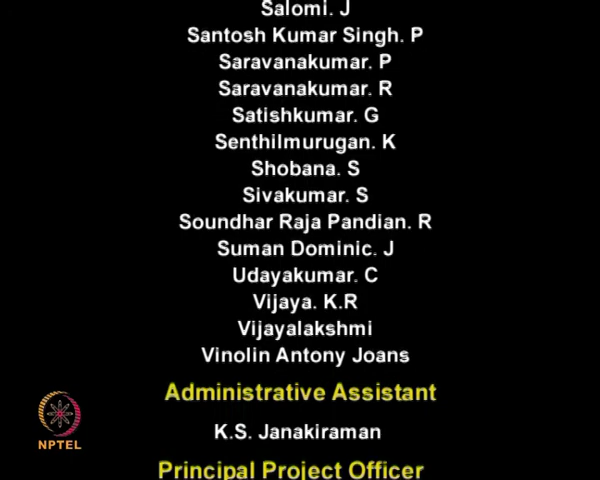 Salomi. J
Santosh Kumar Singh. P
Saravanakumar. P
Saravanakumar. R
Satishkumar. G
Senthilmurugan. K
Shobana. S
Sivakumar. S
Soundhar Raja Pandian. R
Suman Dominic. J
Udayakumar. C
Vijaya. K.R
Vijayalakshmi
Vinolin Antony Joans
Administrative Assistant
K.S. Janakiraman
NPTEL
Principal Project Officer